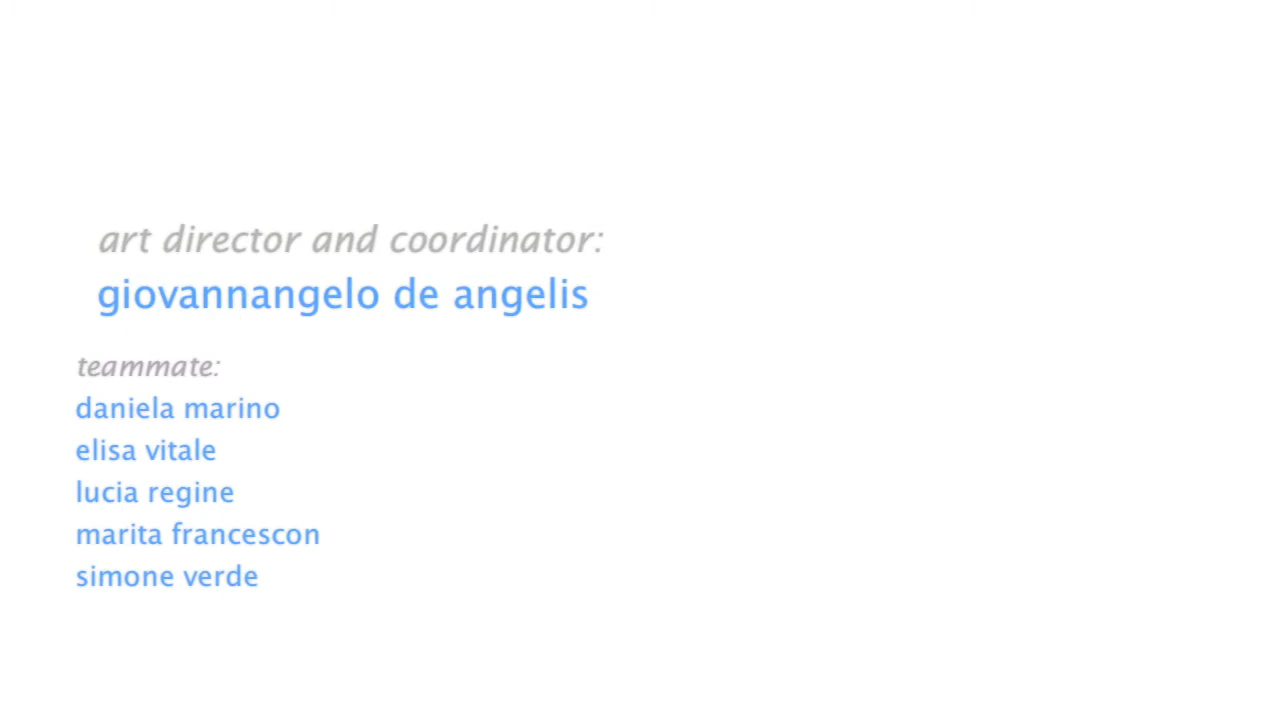 art director and coordinator:
giovannangelo de angelis
teammate:
daniela marino
elisa vitale
lucia regine
marita francescon
simone verde